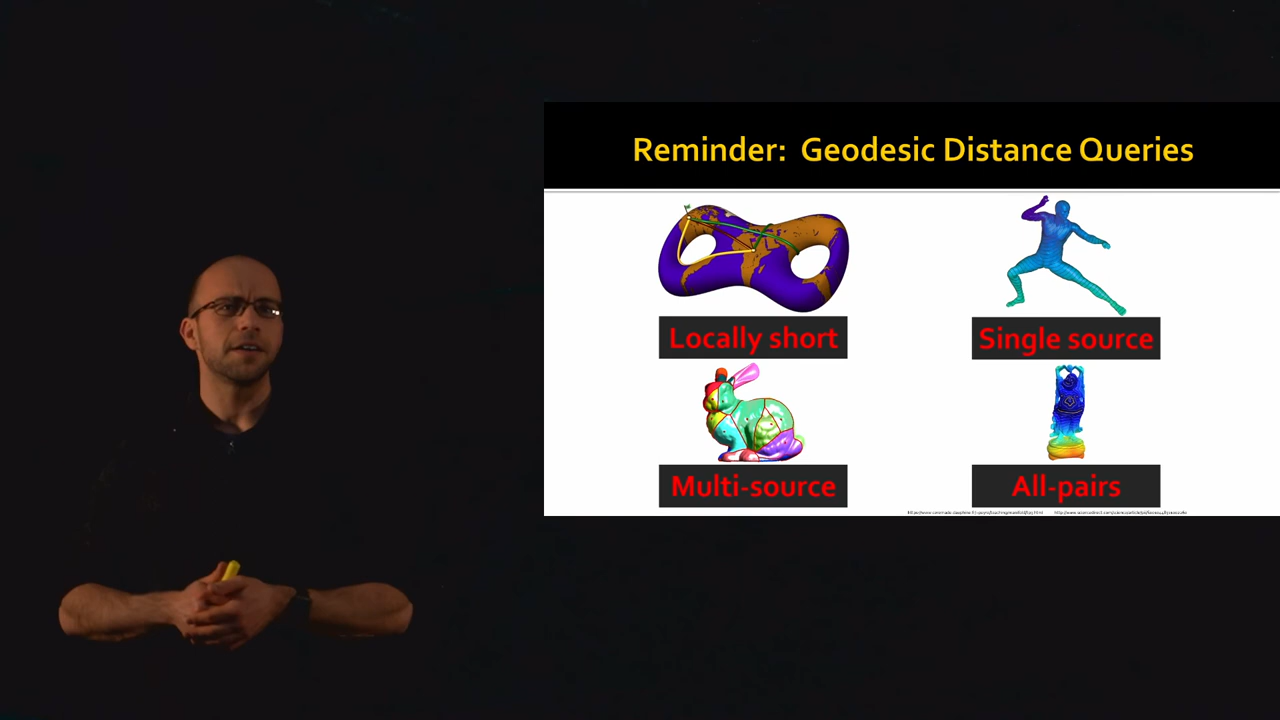 Reminder: Geodesic Distance Queries
Locally short
Single source
Multi-source
All-pairs